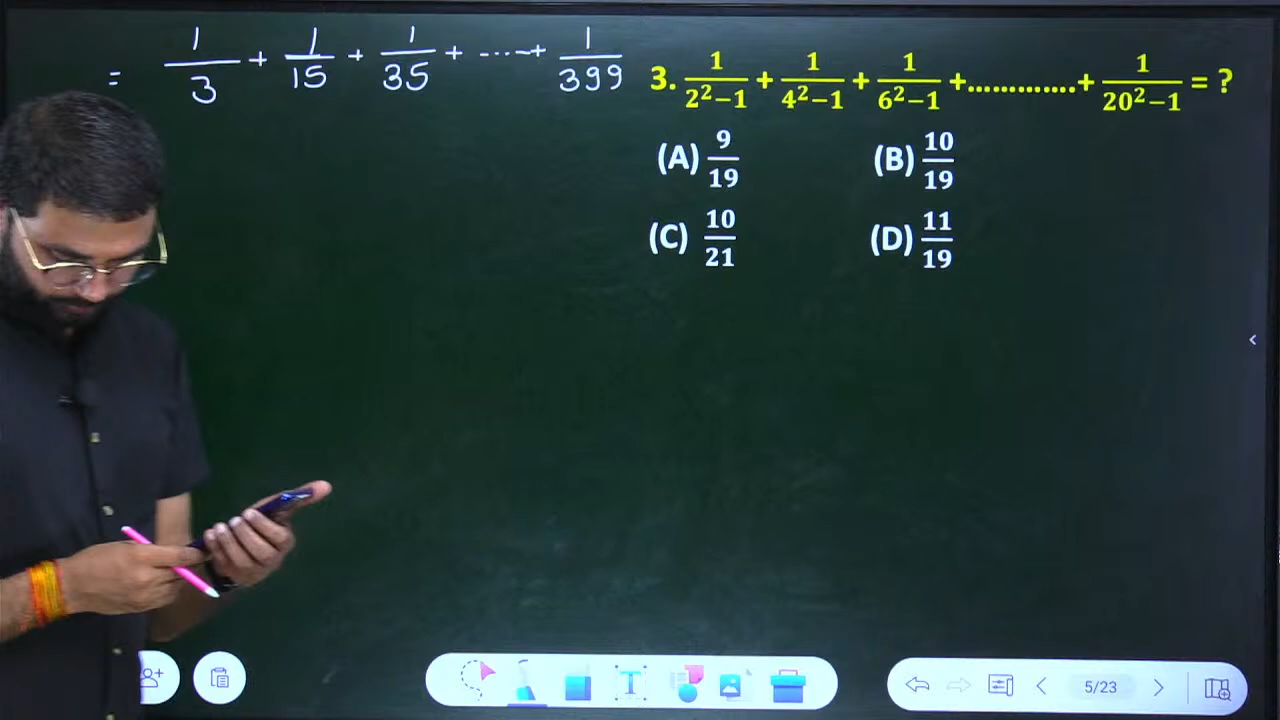 = 1/3 + 1/15 + 1/35 + ..... + 1/399
3. 1/(2²−1) + 1/(4²−1) + 1/(6²−1) +.............+ 1/(20²−1) = ?
(A) 9/19 (B) 10/19
(C) 10/21 (D) 11/19
T
5/23